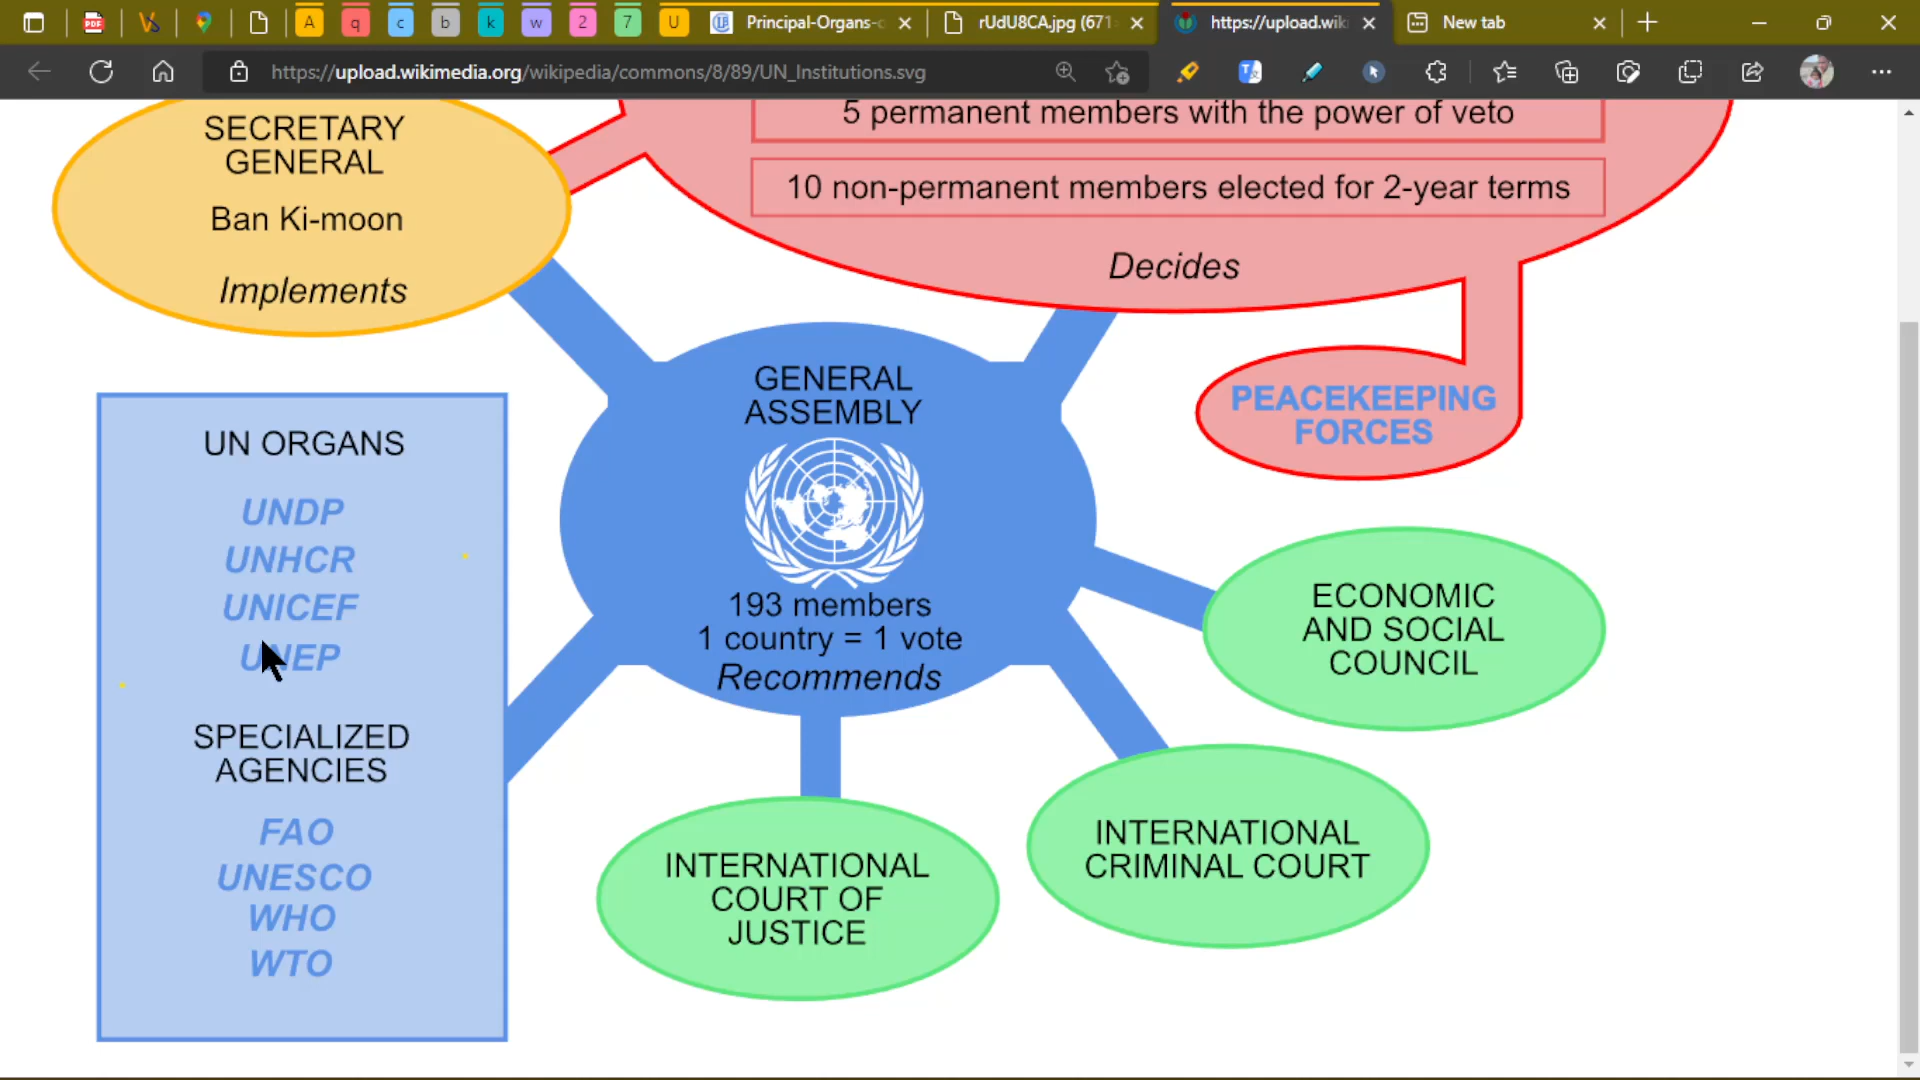 A
q
c
b
k
w
2
7
U
Principal-Organs-
rUdU8CA.jpg (671
https://upload.wik
New tab
https://upload.wikimedia.org/wikipedia/commons/8/89/UN_Institutions.svg
5 permanent members with the power of veto
10 non-permanent members elected for 2-year terms
Decides
SECRETARY
GENERAL
Ban Ki-moon
Implements
GENERAL
ASSEMBLY
193 members
1 country = 1 vote
Recommends
PEACEKEEPING
FORCES
UN ORGANS
UNDP
UNHCR
UNICEF
UNEP
SPECIALIZED
AGENCIES
FAO
UNESCO
WHO
WTO
ECONOMIC
AND SOCIAL
COUNCIL
INTERNATIONAL
CRIMINAL COURT
INTERNATIONAL
COURT OF
JUSTICE